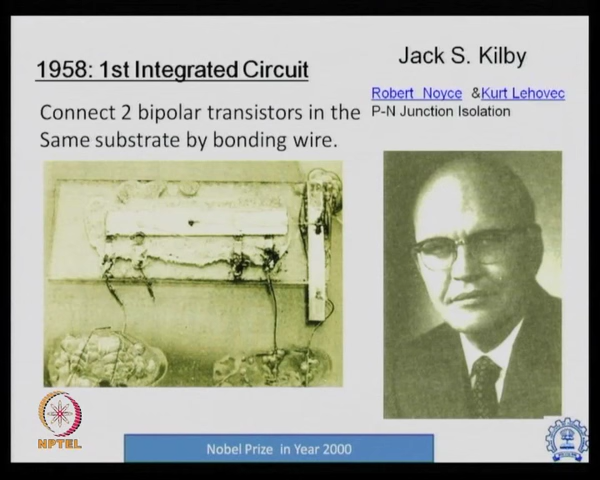 Jack S. Kilby
1958: 1st Integrated Circuit
Robert Noyce &Kurt Lehovec
P-N Junction Isolation
Connect 2 bipolar transistors in the
Same substrate by bonding wire.
NPTEL
Nobel Prize in Year 2000